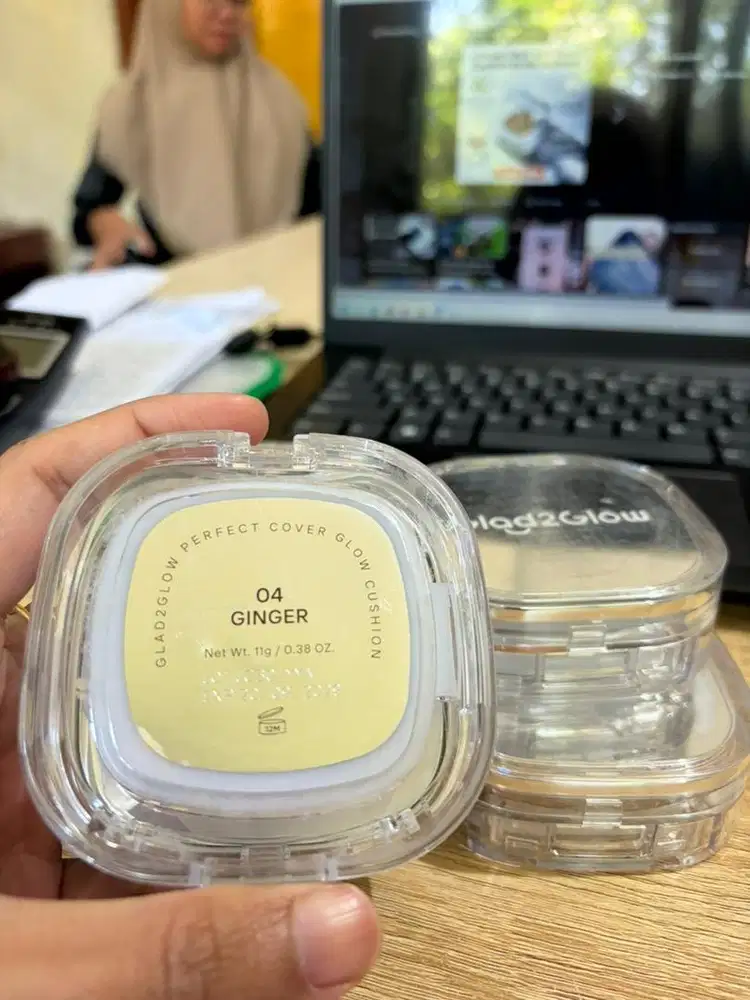 GLAD2GLOW PERFECT COVER GLOW CUSHION
04
GINGER
Net Wt. 11g / 0.38 OZ.
12M
Glad2Glow